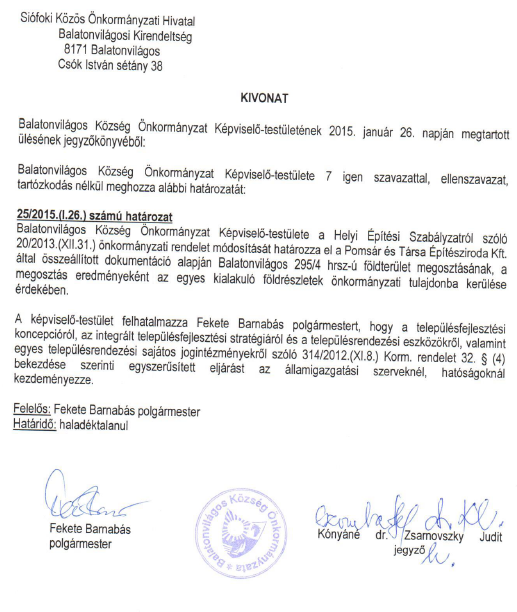 Siófoki Közös Önkormányzati Hivatal
Balatonvilágosi Kirendeltség
8171 Balatonvilágos
Csók István sétány 38
KIVONAT
Balatonvilágos Község Önkormányzat Képviselő-testületének 2015. január 26. napján megtartott
ülésének jegyzőkönyvéből:
Balatonvilágos Község Önkormányzat Képviselő-testülete 7 igen szavazattal, ellenszavazat,
tartózkodás nélkül meghozza alábbi határozatát:
25/2015.(I.26.) számú határozat
Balatonvilágos Község Önkormányzat Képviselő-testülete a Helyi Építési Szabályzatról szóló
20/2013.(XII.31.) önkormányzati rendelet módosítását határozza el a Pomsár és Társa Építésziroda Kft.
által összeállított dokumentáció alapján Balatonvilágos 295/4 hrsz-ú földterület megosztásának, a
megosztás eredményeként az egyes kialakuló földrészletek önkormányzati tulajdonba kerülése
érdekében.
A képviselő-testület felhatalmazza Fekete Barnabás polgármestert, hogy a településfejlesztési
koncepcióról, az integrált településfejlesztési stratégiáról és a településrendezési eszközökről, valamint
egyes településrendezési sajátos jogintézményekről szóló 314/2012.(XI.8.) Korm. rendelet 32. § (4)
bekezdése szerinti egyszerűsített eljárást az államigazgatási szerveknél, hatóságoknál
kezdeményezze.
Felelős: Fekete Barnabás polgármester
Határidő: haladéktalanul
Fekete Barnabás
polgármester
Balatonvilágos Község Önkormányzata
Kónyáné dr. Zsarnovszky Judit
jegyző